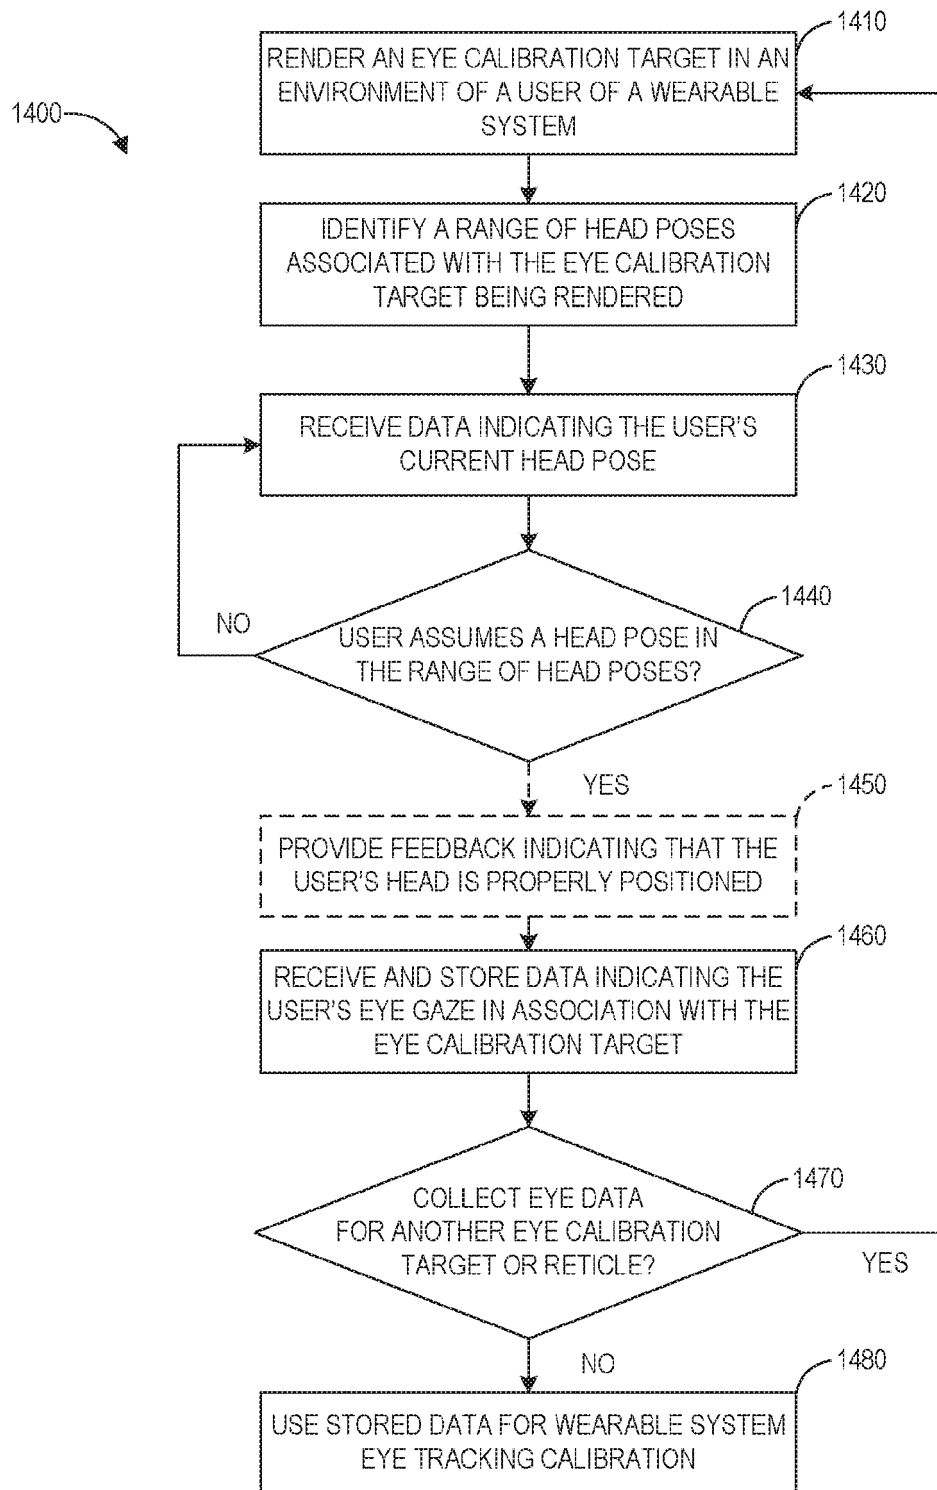 1410
RENDER AN EYE CALIBRATION TARGET IN AN
ENVIRONMENT OF A USER OF A WEARABLE
SYSTEM
1400
1420
IDENTIFY A RANGE OF HEAD POSES
ASSOCIATED WITH THE EYE CALIBRATION
TARGET BEING RENDERED
1430
RECEIVE DATA INDICATING THE USER'S
CURRENT HEAD POSE
1440
NO
USER ASSUMES A HEAD POSE IN
THE RANGE OF HEAD POSES?
YES
1450
PROVIDE FEEDBACK INDICATING THAT THE
USER'S HEAD IS PROPERLY POSITIONED
1460
RECEIVE AND STORE DATA INDICATING THE
USER'S EYE GAZE IN ASSOCIATION WITH THE
EYE CALIBRATION TARGET
1470
COLLECT EYE DATA
FOR ANOTHER EYE CALIBRATION
TARGET OR RETICLE?
YES
NO
1480
USE STORED DATA FOR WEARABLE SYSTEM
EYE TRACKING CALIBRATION